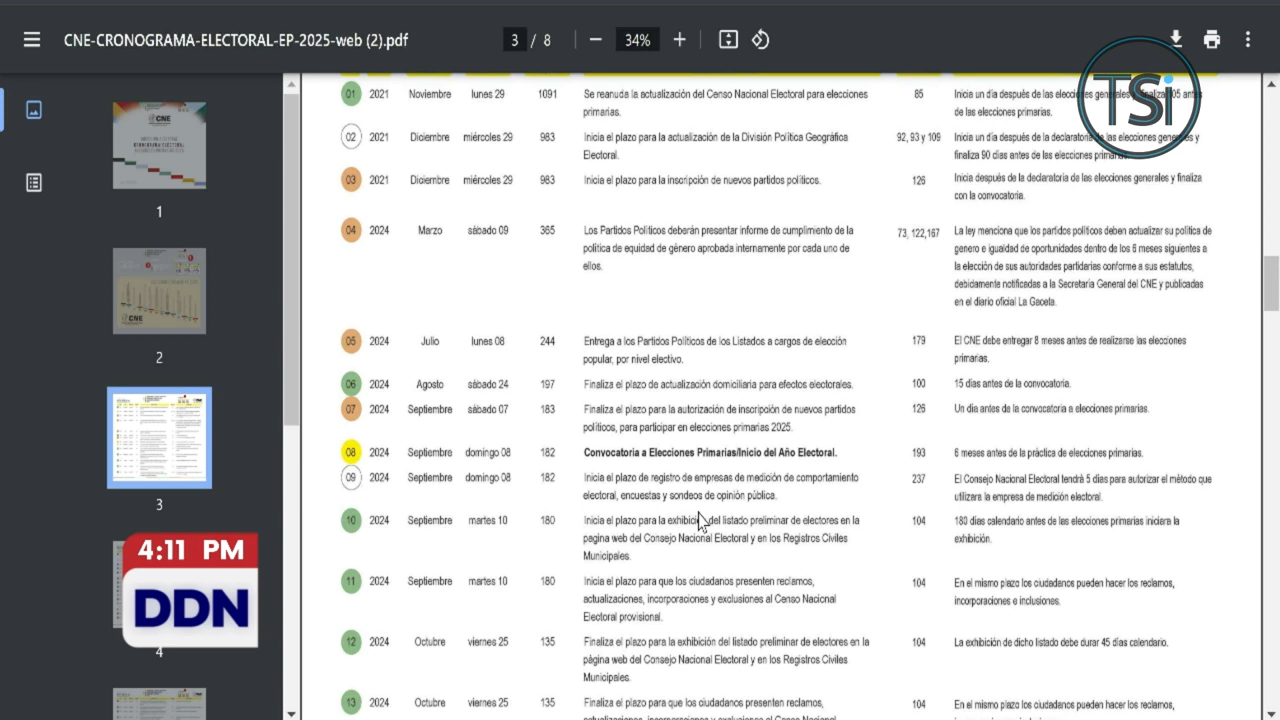 CNE-CRONOGRAMA-ELECTORAL-EP-2025-web (2).pdf
3 / 8
34%
TSi
01 2021 Noviembre lunes 29 1091 Se reanuda la actualización del Censo Nacional Electoral para elecciones 85 Inicia un día después de las elecciones generales y finaliza 105 antes
primarias. de las elecciones primarias.
02 2021 Diciembre miércoles 29 983 Inicia el plazo para la actualización de la División Política Geográfica 92, 93 y 109 Inicia un día después de la declaratoria de las elecciones generales y
Electoral. finaliza 90 días antes de las elecciones primarias.
03 2021 Diciembre miércoles 29 983 Inicia el plazo para la inscripción de nuevos partidos políticos. 126 Inicia después de la declaratoria de las elecciones generales y finaliza
con la convocatoria.
04 2024 Marzo sábado 09 365 Los Partidos Políticos deberán presentar informe de cumplimiento de la 73, 122,167 La ley menciona que los partidos políticos deben actualizar su política de
política de equidad de género aprobada internamente por cada uno de genero e igualdad de oportunidades dentro de los 6 meses siguientes a
ellos. la elección de sus autoridades partidarias conforme a sus estatutos,
debidamente notificadas a la Secretaría General del CNE y publicadas
en el diario oficial La Gaceta.
05 2024 Julio lunes 08 244 Entrega a los Partidos Políticos de los Listados a cargos de elección 179 El CNE debe entregar 8 meses antes de realizarse las elecciones
popular, por nivel electivo. primarias.
06 2024 Agosto sábado 24 197 Finaliza el plazo de actualización domiciliaria para efectos electorales. 100 15 días antes de la convocatoria.
07 2024 Septiembre sábado 07 183 Finaliza el plazo para la autorización de inscripción de nuevos partidos 126 Un día antes de la convocatoria a elecciones primarias.
políticos, para participar en elecciones primarias 2025.
08 2024 Septiembre domingo 08 182 Convocatoria a Elecciones Primarias/Inicio del Año Electoral. 193 6 meses antes de la práctica de elecciones primarias.
09 2024 Septiembre domingo 08 182 Inicia el plazo de registro de empresas de medición de comportamiento 237 El Consejo Nacional Electoral tendrá 5 días para autorizar el método que
electoral, encuestas y sondeos de opinión pública. utilizara la empresa de medición electoral.
10 2024 Septiembre martes 10 180 Inicia el plazo para la exhibición del listado preliminar de electores en la 104 180 días calendario antes de las elecciones primarias iniciara la
pagina web del Consejo Nacional Electoral y en los Registros Civiles exhibición.
Municipales.
11 2024 Septiembre martes 10 180 Inicia el plazo para que los ciudadanos presenten reclamos, 104 En el mismo plazo los ciudadanos pueden hacer los reclamos,
actualizaciones, incorporaciones y exclusiones al Censo Nacional incorporaciones e inclusiones.
Electoral provisional.
12 2024 Octubre viernes 25 135 Finaliza el plazo para la exhibición del listado preliminar de electores en la 104 La exhibición de dicho listado debe durar 45 días calendario.
página web del Consejo Nacional Electoral y en los Registros Civiles
Municipales.
13 2024 Octubre viernes 25 135 Finaliza el plazo para que los ciudadanos presenten reclamos, 104 En el mismo plazo los ciudadanos pueden hacer los reclamos,
actualizaciones, incorporaciones y exclusiones al Censo Nacional
CNE
1
CNE
2
3
4:11 PM
DDN
4